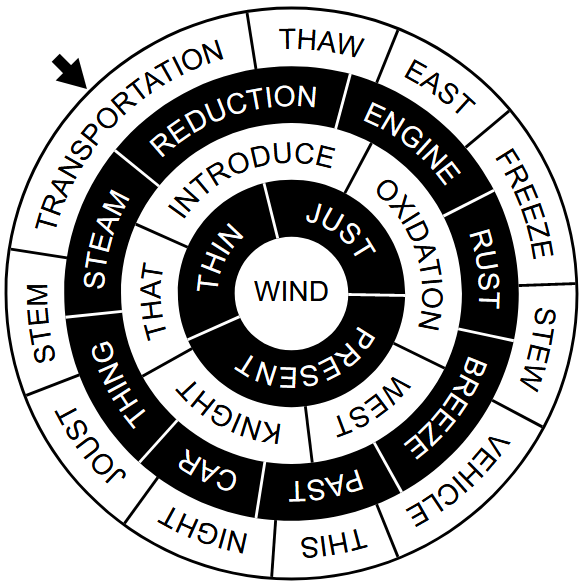 TRANSPORTATION
THAW
EAST
FREEZE
STEW
VEHICLE
THIS
NIGHT
JOUST
STEM
REDUCTION
ENGINE
RUST
BREEZE
PAST
CAR
THING
STEAM
INTRODUCE
OXIDATION
WEST
KNIGHT
THAT
THIN
JUST
PRESENT
WIND